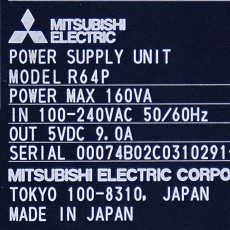 MITSUBISHI
ELECTRIC
POWER SUPPLY UNIT
MODEL R64P
POWER MAX 160VA
IN 100-240VAC 50/60Hz
OUT 5VDC 9.0A
SERIAL 00074B02C0310291-
MITSUBISHI ELECTRIC CORPO
TOKYO 100-8310, JAPAN
MADE IN JAPAN